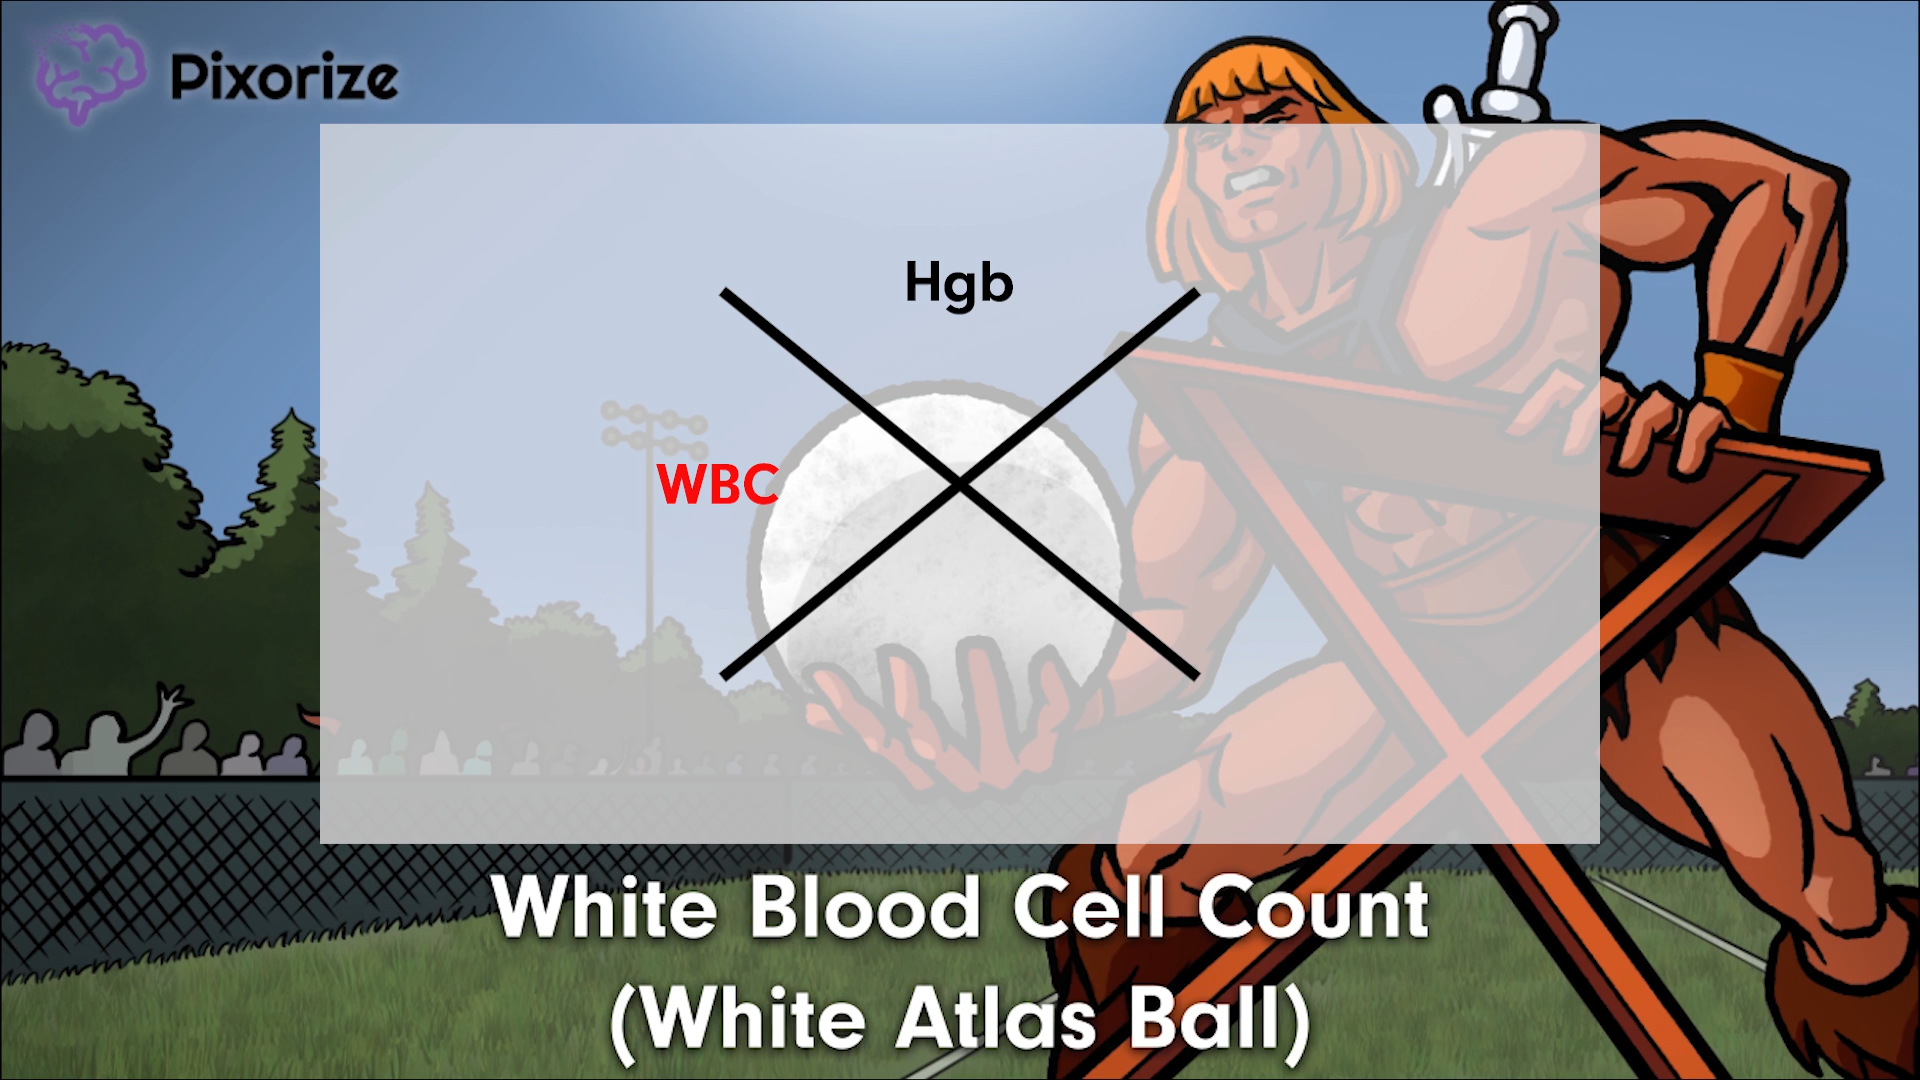 Pixorize
Hgb
WBC
White Blood Cell Count
(White Atlas Ball)